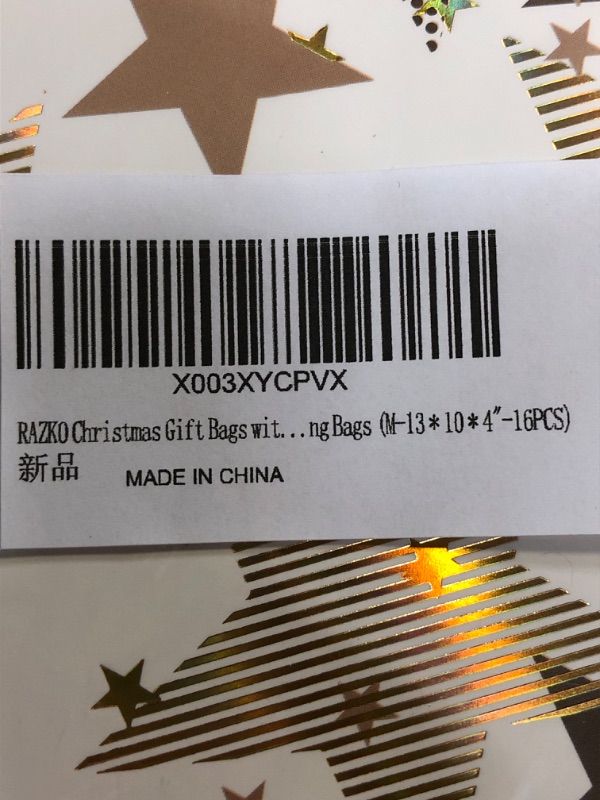 X003XYCPVX
RAZKO Christmas Gift Bags wit...ng Bags (M-13*10*4"-16PCS)
新品
MADE IN CHINA